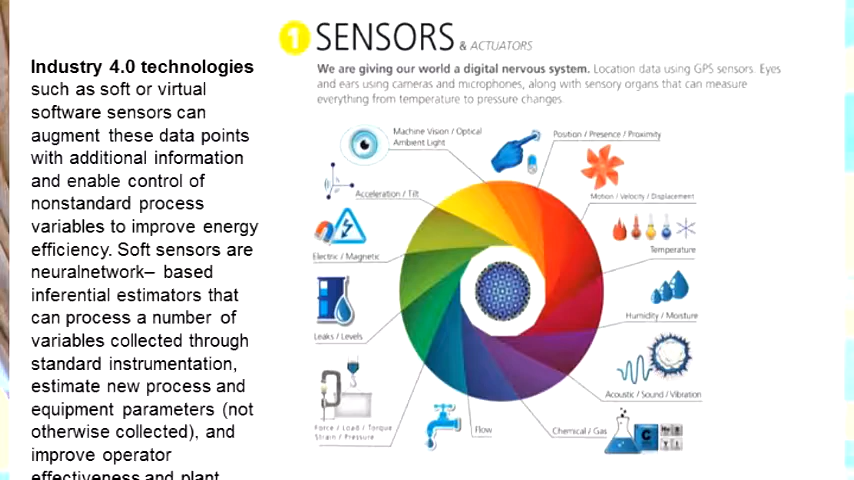 Industry 4.0 technologies
such as soft or virtual
software sensors can
augment these data points
with additional information
and enable control of
nonstandard process
variables to improve energy
efficiency. Soft sensors are
neuralnetwork– based
inferential estimators that
can process a number of
variables collected through
standard instrumentation,
estimate new process and
equipment parameters (not
otherwise collected), and
improve operator
effectiveness and plant
1 SENSORS & ACTUATORS
We are giving our world a digital nervous system. Location data using GPS sensors. Eyes
and ears using cameras and microphones, along with sensory organs that can measure
everything from temperature to pressure changes.
Machine Vision / Optical
Ambient Light
Position / Presence / Proximity
Acceleration / Tilt
Motion / Velocity / Displacement
Electric / Magnetic
Temperature
Leaks / Levels
Humidity / Moisture
Acoustic / Sound / Vibration
Force / Load / Torque
Strain / Pressure
Flow
Chemical / Gas
C